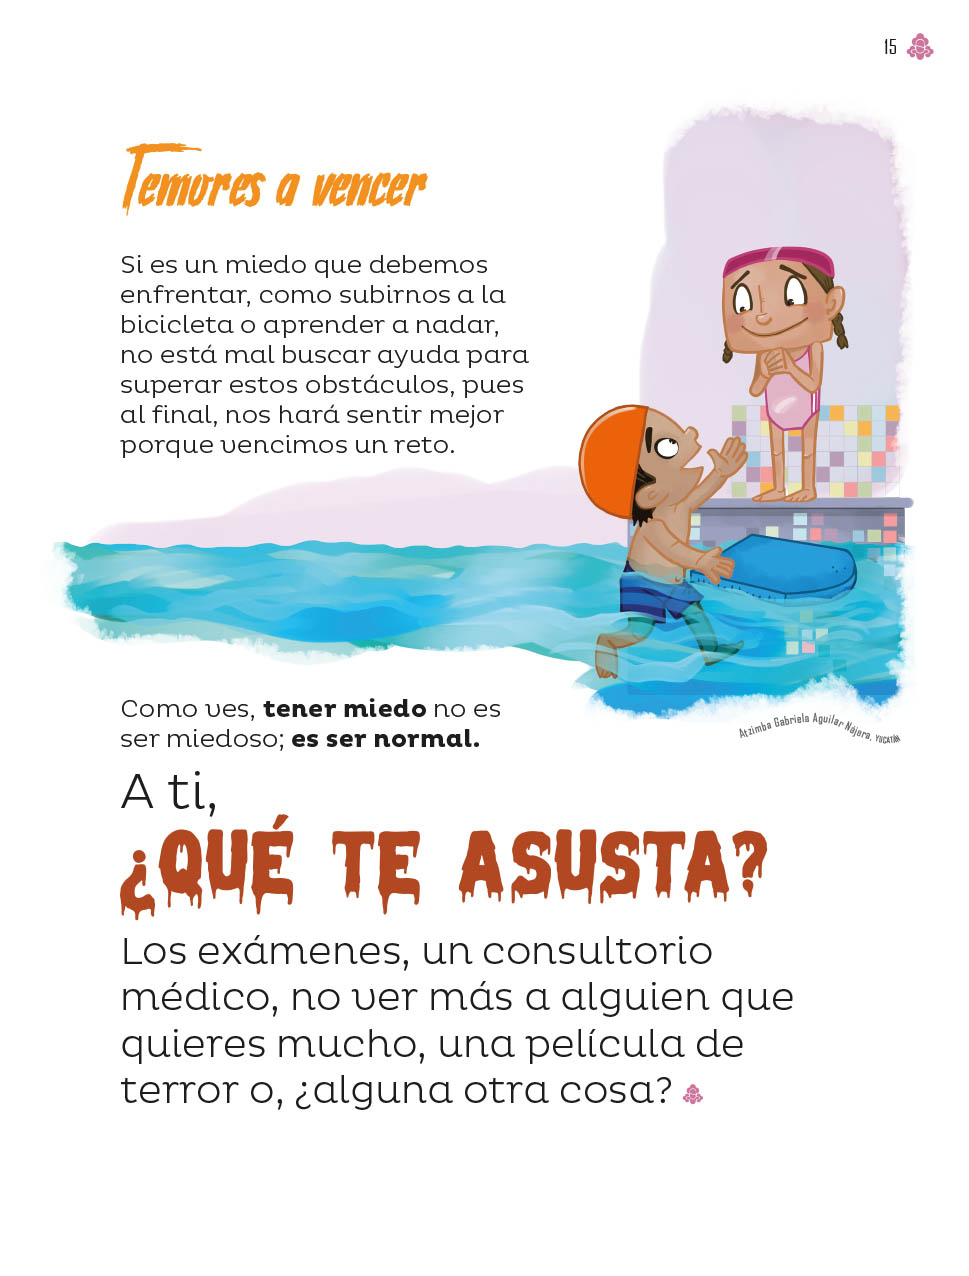 15
Temores a vencer
Si es un miedo que debemos
enfrentar, como subirnos a la
bicicleta o aprender a nadar,
no está mal buscar ayuda para
superar estos obstáculos, pues
al final, nos hará sentir mejor
porque vencimos un reto.
Como ves, tener miedo no es
ser miedoso; es ser normal.
Atzimba Gabriela Aguilar Nájera, YUCATÁN
A ti,
¿QUÉ TE ASUSTA?
Los exámenes, un consultorio
médico, no ver más a alguien que
quieres mucho, una película de
terror o, ¿alguna otra cosa?